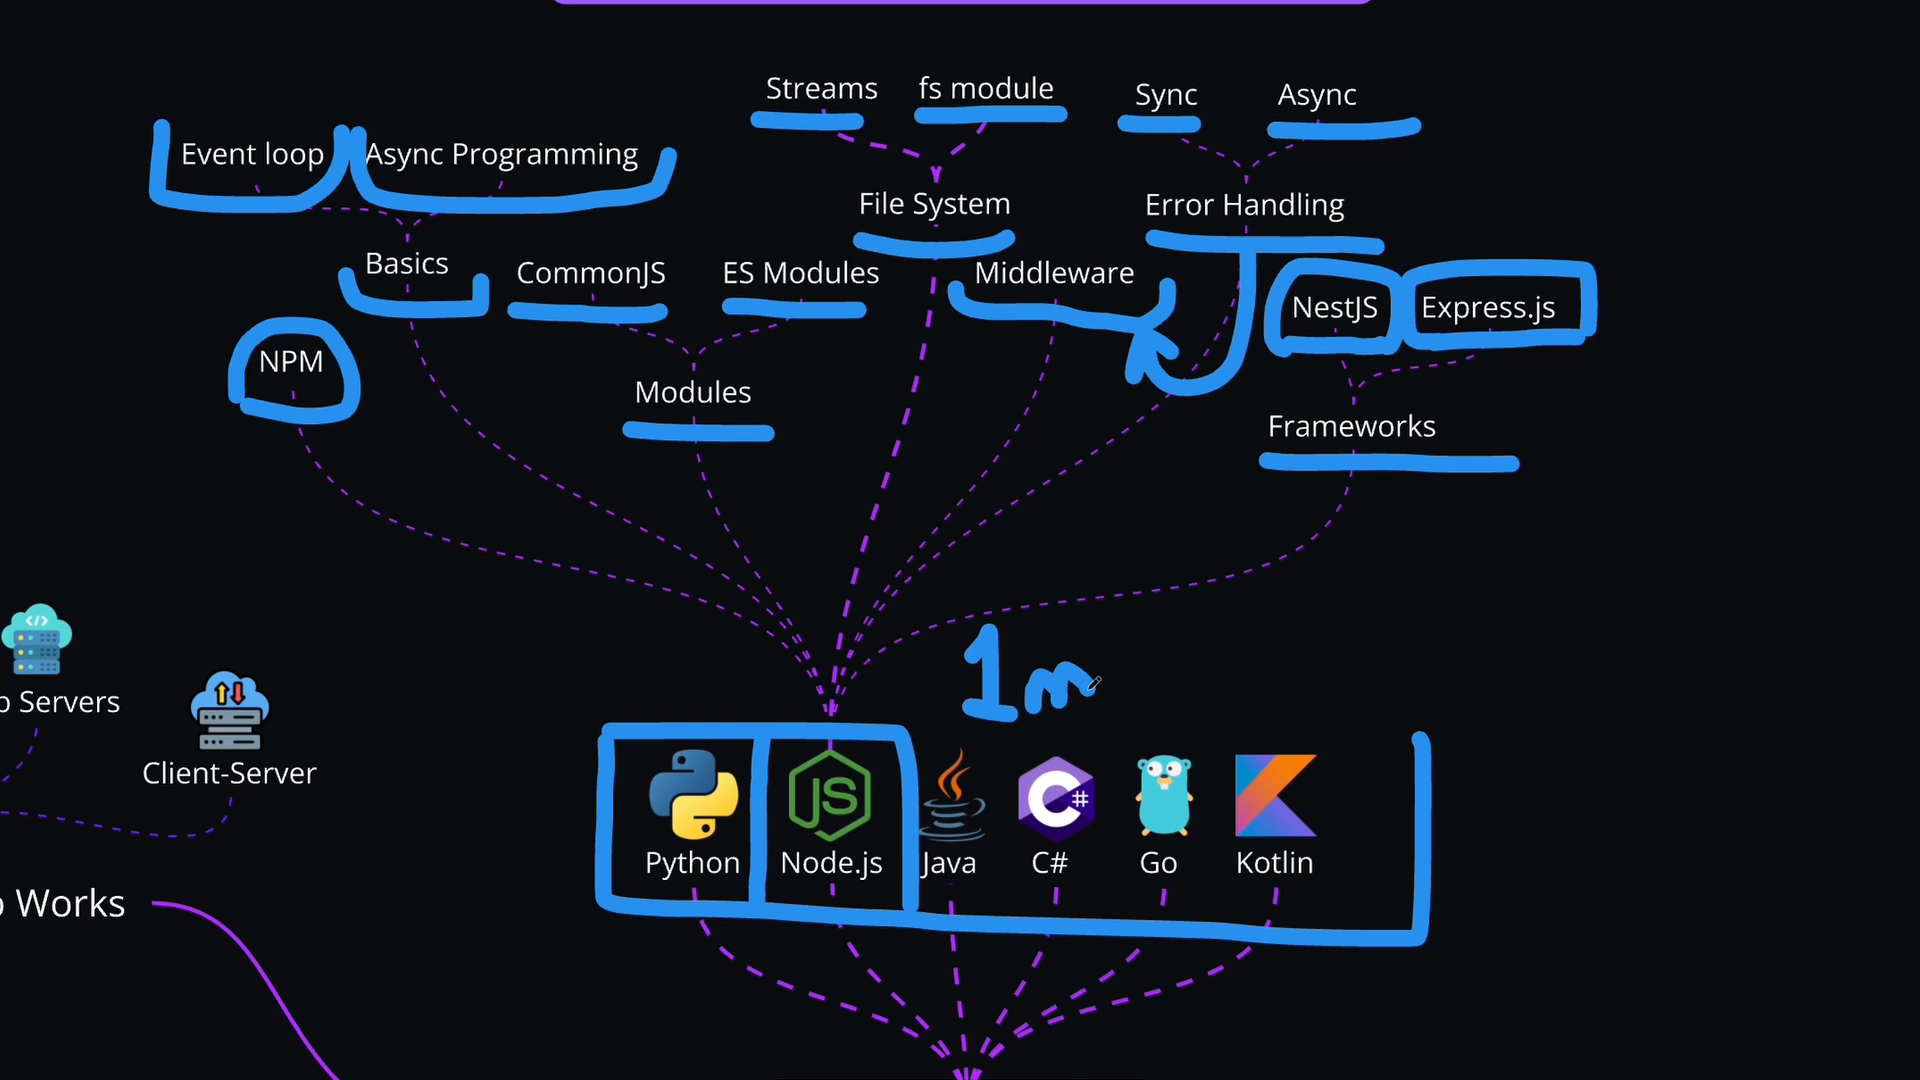 Streams
fs module
Sync
Async
Event loop
Async Programming
File System
Error Handling
Basics
CommonJS
ES Modules
Middleware
NestJS
Express.js
NPM
Modules
Frameworks
1m
Servers
Client-Server
JS
C#
Python
Node.js
Java
C#
Go
Kotlin
Works